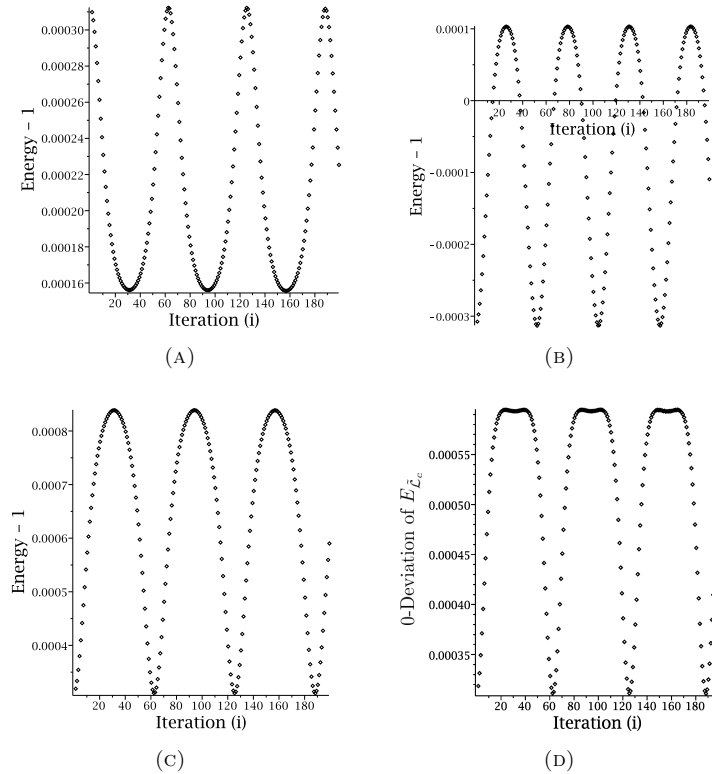 0.00030
0.00028
0.00026
0.00024
0.00022
0.00020
0.00018
0.00016
Energy – 1
20 40 60 80 100 120 140 160 180
Iteration (i)
(A)
0.0001
0
-0.0001
-0.0002
-0.0003
Energy – 1
20 40 60 80 100 120 140 160 180
Iteration (i)
(B)
0.0008
0.0007
0.0006
0.0005
0.0004
Energy – 1
20 40 60 80 100 120 140 160 180
Iteration (i)
(C)
0.00055
0.00050
0.00045
0.00040
0.00035
0-Deviation of E_{\tilde{\mathcal{L}}_c}
20 40 60 80 100 120 140 160 180
Iteration (i)
(D)